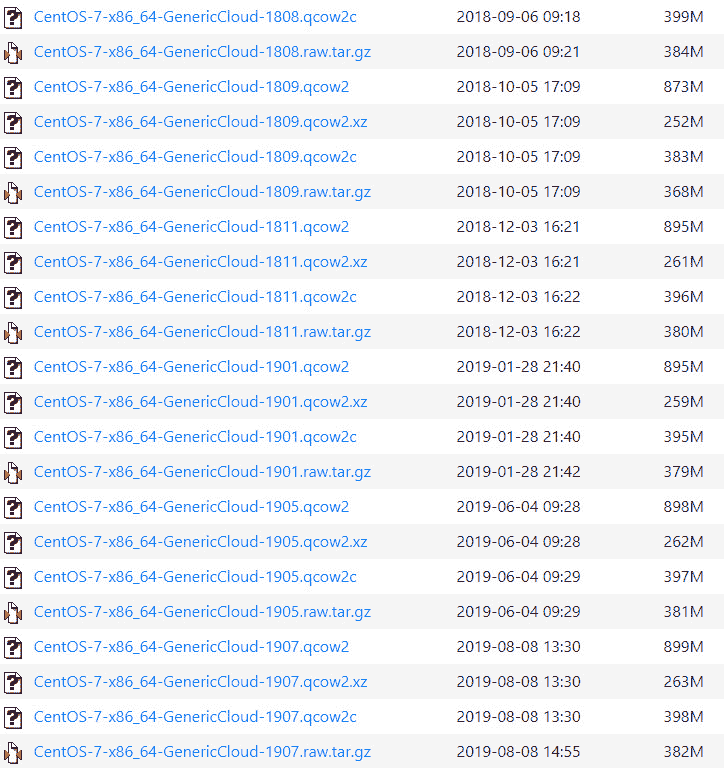 CentOS-7-x86_64-GenericCloud-1808.qcow2c 2018-09-06 09:18 399M
CentOS-7-x86_64-GenericCloud-1808.raw.tar.gz 2018-09-06 09:21 384M
CentOS-7-x86_64-GenericCloud-1809.qcow2 2018-10-05 17:09 873M
CentOS-7-x86_64-GenericCloud-1809.qcow2.xz 2018-10-05 17:09 252M
CentOS-7-x86_64-GenericCloud-1809.qcow2c 2018-10-05 17:09 383M
CentOS-7-x86_64-GenericCloud-1809.raw.tar.gz 2018-10-05 17:09 368M
CentOS-7-x86_64-GenericCloud-1811.qcow2 2018-12-03 16:21 895M
CentOS-7-x86_64-GenericCloud-1811.qcow2.xz 2018-12-03 16:21 261M
CentOS-7-x86_64-GenericCloud-1811.qcow2c 2018-12-03 16:22 396M
CentOS-7-x86_64-GenericCloud-1811.raw.tar.gz 2018-12-03 16:22 380M
CentOS-7-x86_64-GenericCloud-1901.qcow2 2019-01-28 21:40 895M
CentOS-7-x86_64-GenericCloud-1901.qcow2.xz 2019-01-28 21:40 259M
CentOS-7-x86_64-GenericCloud-1901.qcow2c 2019-01-28 21:40 395M
CentOS-7-x86_64-GenericCloud-1901.raw.tar.gz 2019-01-28 21:42 379M
CentOS-7-x86_64-GenericCloud-1905.qcow2 2019-06-04 09:28 898M
CentOS-7-x86_64-GenericCloud-1905.qcow2.xz 2019-06-04 09:28 262M
CentOS-7-x86_64-GenericCloud-1905.qcow2c 2019-06-04 09:29 397M
CentOS-7-x86_64-GenericCloud-1905.raw.tar.gz 2019-06-04 09:29 381M
CentOS-7-x86_64-GenericCloud-1907.qcow2 2019-08-08 13:30 899M
CentOS-7-x86_64-GenericCloud-1907.qcow2.xz 2019-08-08 13:30 263M
CentOS-7-x86_64-GenericCloud-1907.qcow2c 2019-08-08 13:30 398M
CentOS-7-x86_64-GenericCloud-1907.raw.tar.gz 2019-08-08 14:55 382M